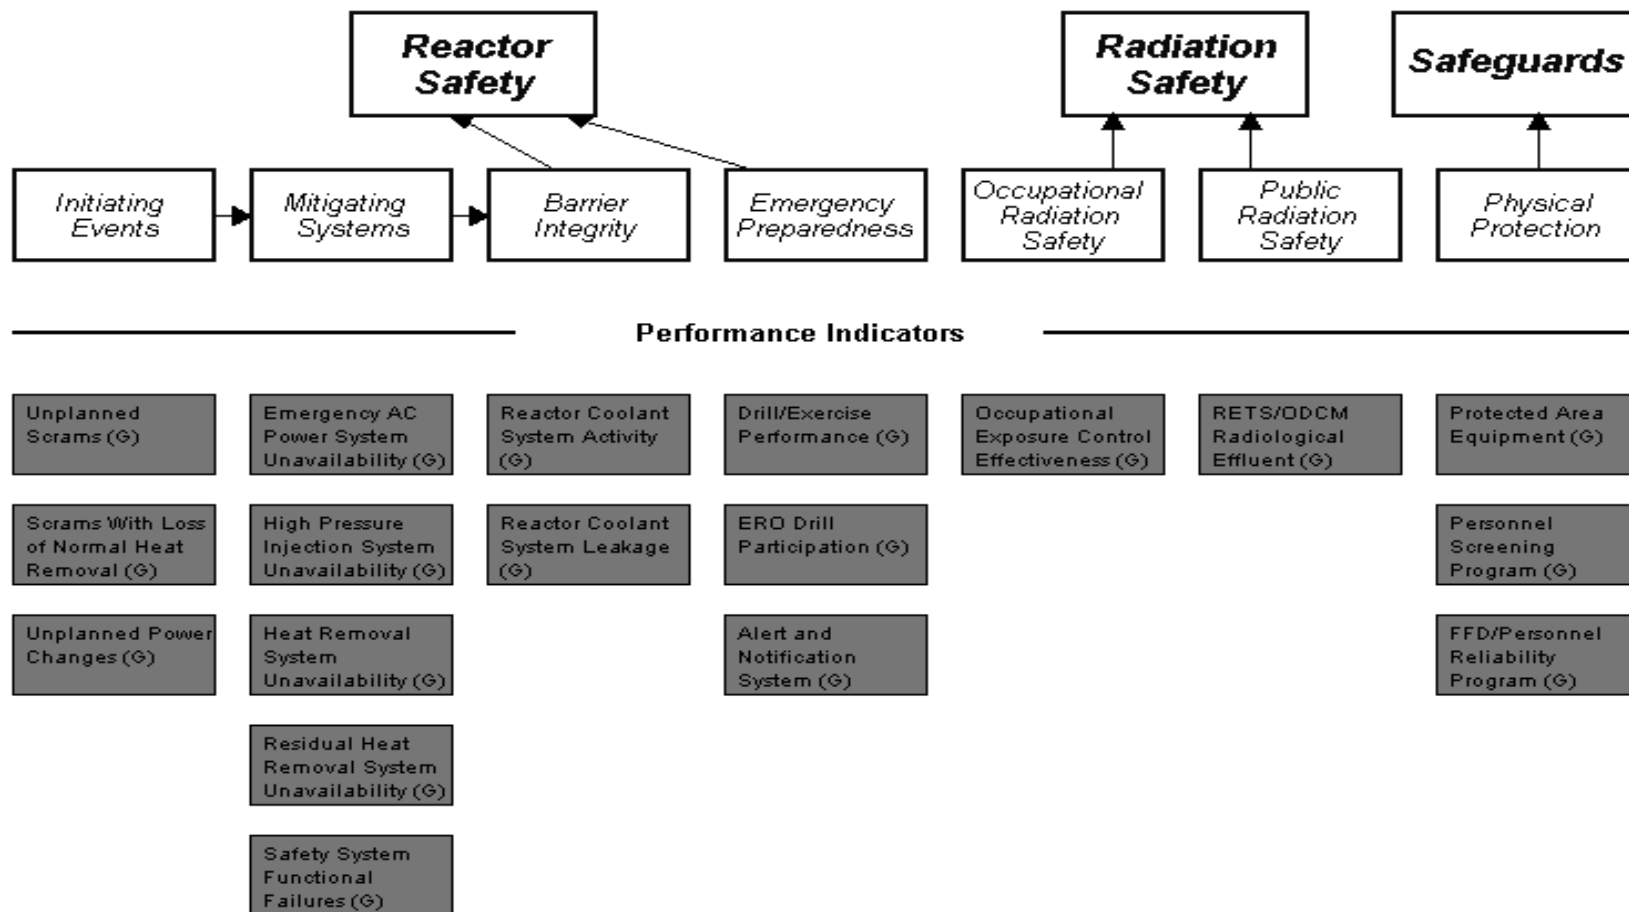 Reactor
Safety
Radiation
Safety
Safeguards
Initiating
Events
Mitigating
Systems
Barrier
Integrity
Emergency
Preparedness
Occupational
Radiation
Safety
Public
Radiation
Safety
Physical
Protection
Performance Indicators
Unplanned
Scrams (G)
Emergency AC
Power System
Unavailability (G)
Reactor Coolant
System Activity
(G)
Drill/Exercise
Performance (G)
Occupational
Exposure Control
Effectiveness (G)
RETS/ODCM
Radiological
Effluent (G)
Protected Area
Equipment (G)
Scrams With Loss
of Normal Heat
Removal (G)
High Pressure
Injection System
Unavailability (G)
Reactor Coolant
System Leakage
(G)
ERO Drill
Participation (G)
Personnel
Screening
Program (G)
Unplanned Power
Changes (G)
Heat Removal
System
Unavailability (G)
Alert and
Notification
System (G)
FFD/Personnel
Reliability
Program (G)
Residual Heat
Removal System
Unavailability (G)
Safety System
Functional
Failures (G)